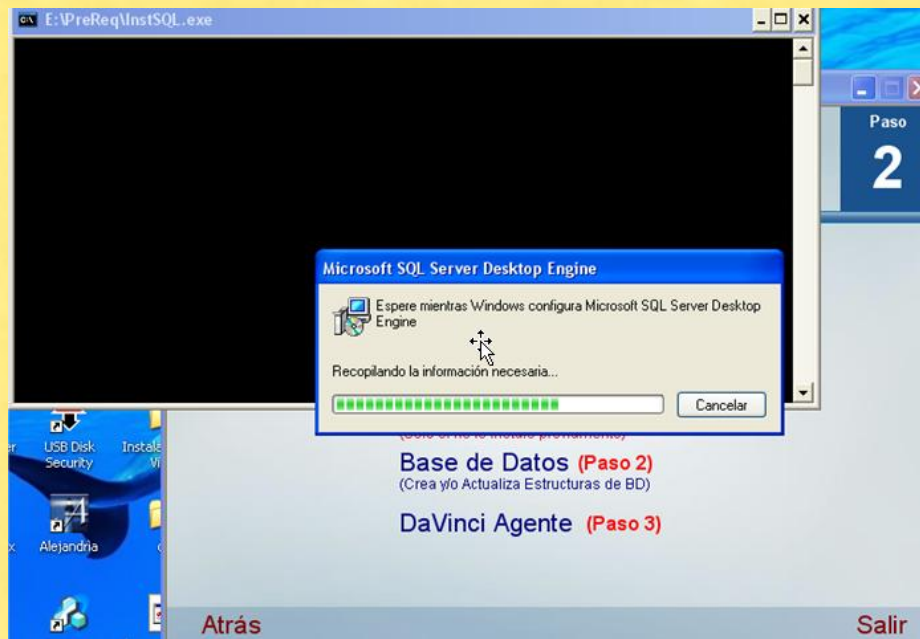 E:\PreReq\InstSQL.exe
Paso
2
Microsoft SQL Server Desktop Engine
Espere mientras Windows configura Microsoft SQL Server Desktop
Engine
Recopilando la información necesaria...
Cancelar
USB Disk
Security
Instala
Vi
Base de Datos (Paso 2)
(Crea y/o Actualiza Estructuras de BD)
DaVinci Agente (Paso 3)
Alejandria
Atrás
Salir